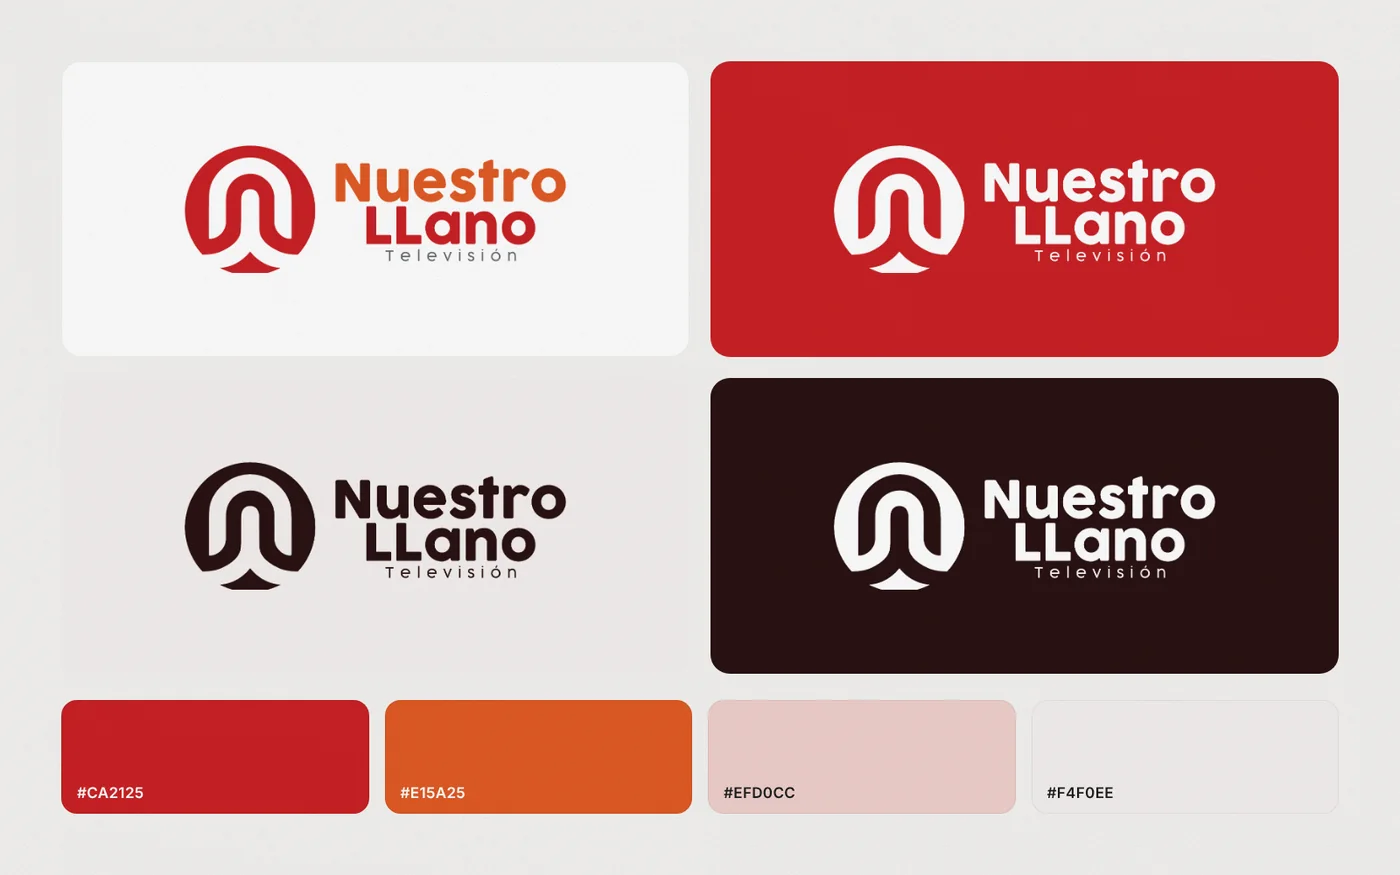 Nuestro
LLano
Televisión
Nuestro
LLano
Televisión
Nuestro
LLano
Televisión
Nuestro
LLano
Televisión
#CA2125
#E15A25
#EFD0CC
#F4F0EE